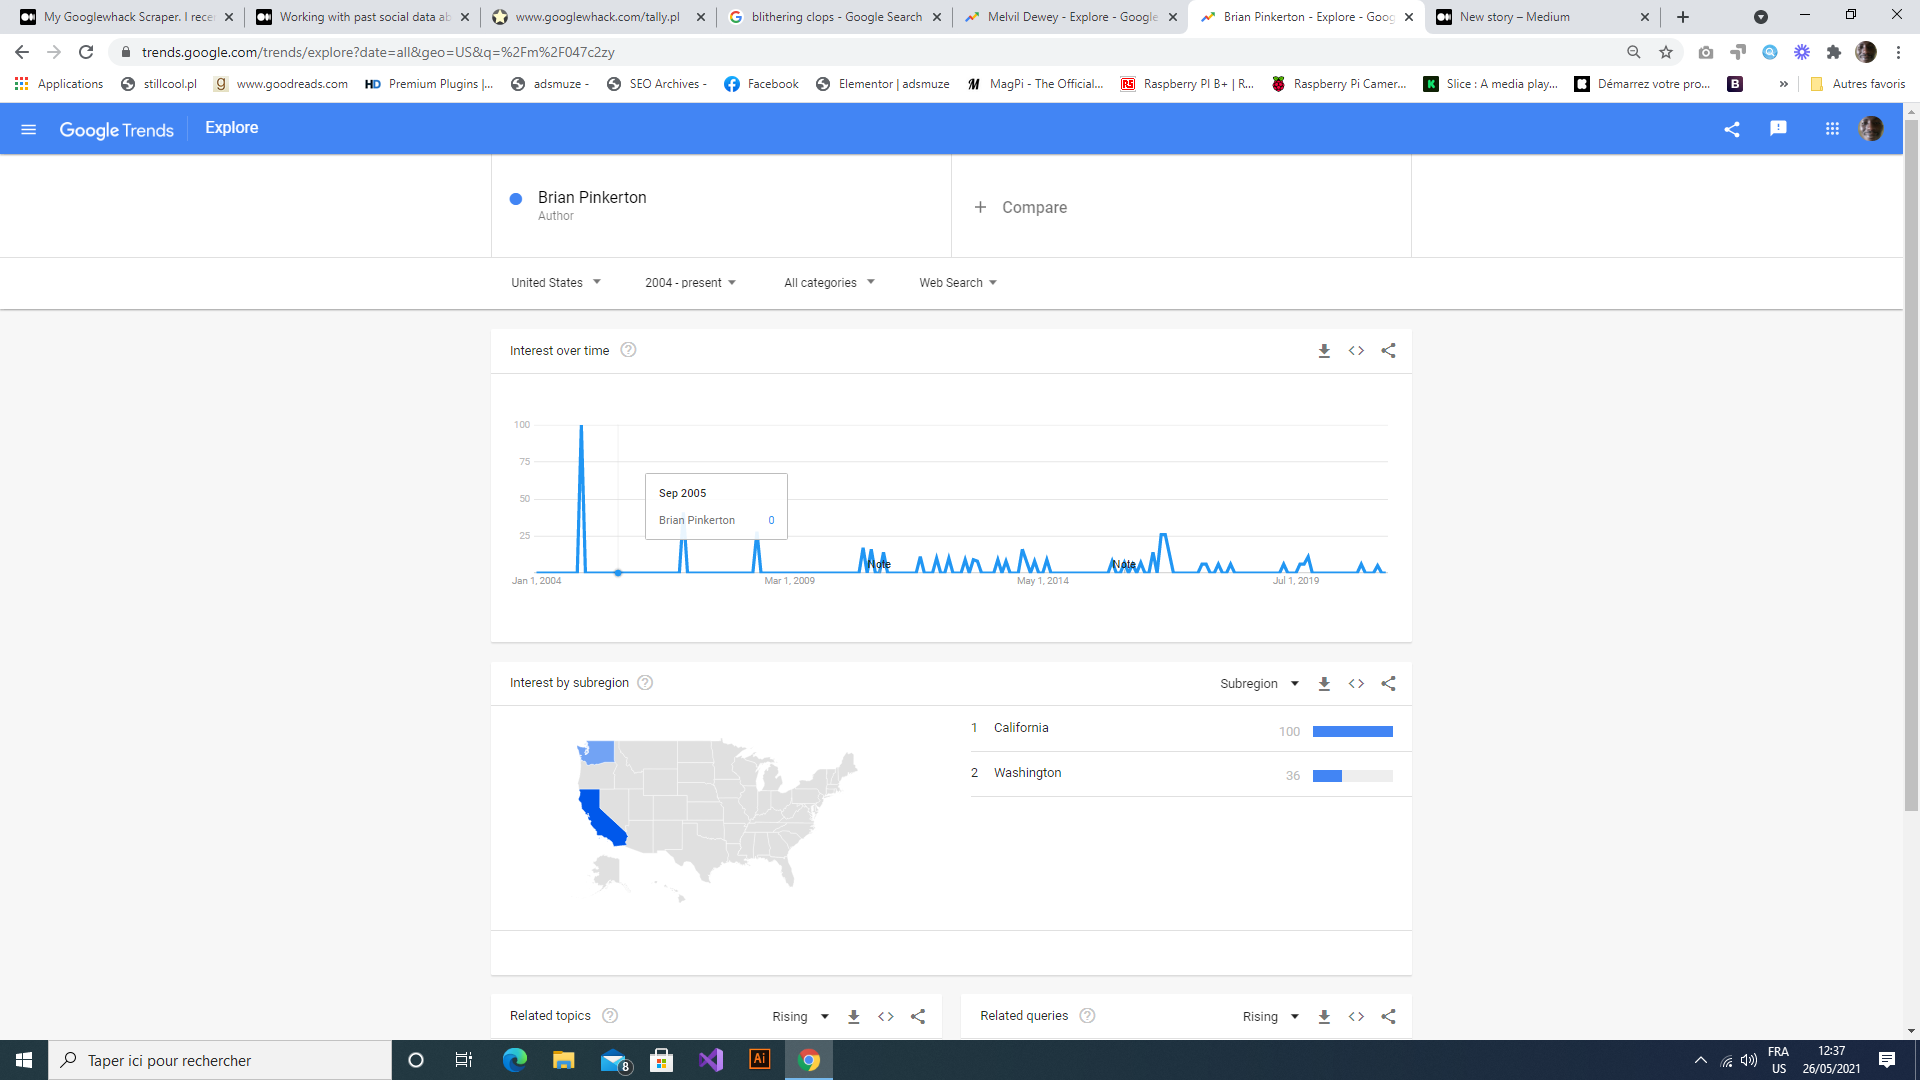 My Googlewhack Scraper. I rece
Working with past social data ab
www.googlewhack.com/tally.pl
blithering clops - Google Search
Melvil Dewey - Explore - Google
Brian Pinkerton - Explore - Goog
New story – Medium
trends.google.com/trends/explore?date=all&geo=US&q=%2Fm%2F047c2zy
Applications
stillcool.pl
g www.goodreads.com
HD Premium Plugins |...
adsmuze -
SEO Archives -
Facebook
Elementor | adsmuze
M MagPi - The Official...
RS Raspberry PI B+ | R...
Raspberry Pi Camer...
K Slice : A media play...
K Démarrez votre pro...
B
»
Autres favoris
Google Trends
Explore
Brian Pinkerton
Author
+ Compare
United States
2004 - present
All categories
Web Search
Interest over time
100
75
50
25
Sep 2005
Brian Pinkerton 0
Note
Note
Jan 1, 2004
Mar 1, 2009
May 1, 2014
Jul 1, 2019
Interest by subregion
Subregion
1 California 100
2 Washington 36
Related topics
Rising
Related queries
Rising
Taper ici pour rechercher
8
Ai
FRA
US
12:37
26/05/2021